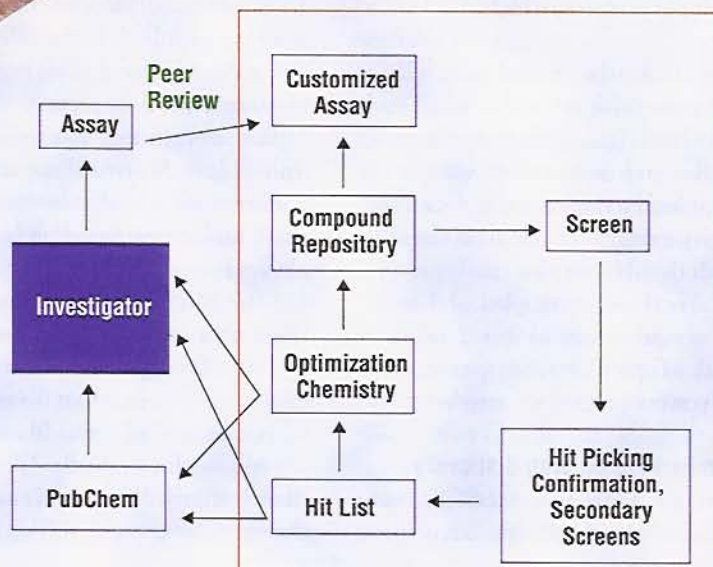 Peer
Review
Customized
Assay
Assay
Compound
Repository
Screen
Investigator
Optimization
Chemistry
PubChem
Hit List
Hit Picking
Confirmation,
Secondary
Screens